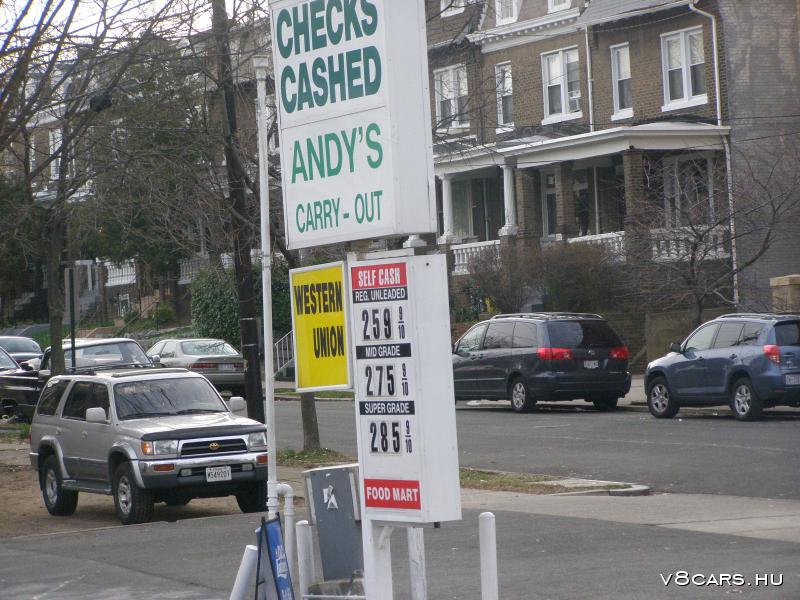 CHECKS
CASHED
ANDY'S
CARRY-OUT
WESTERN
UNION
SELF CASH
REG. UNLEADED
259 9/10
MID GRADE
275 9/10
SUPER GRADE
285 9/10
FOOD MART
V8CARS.HU